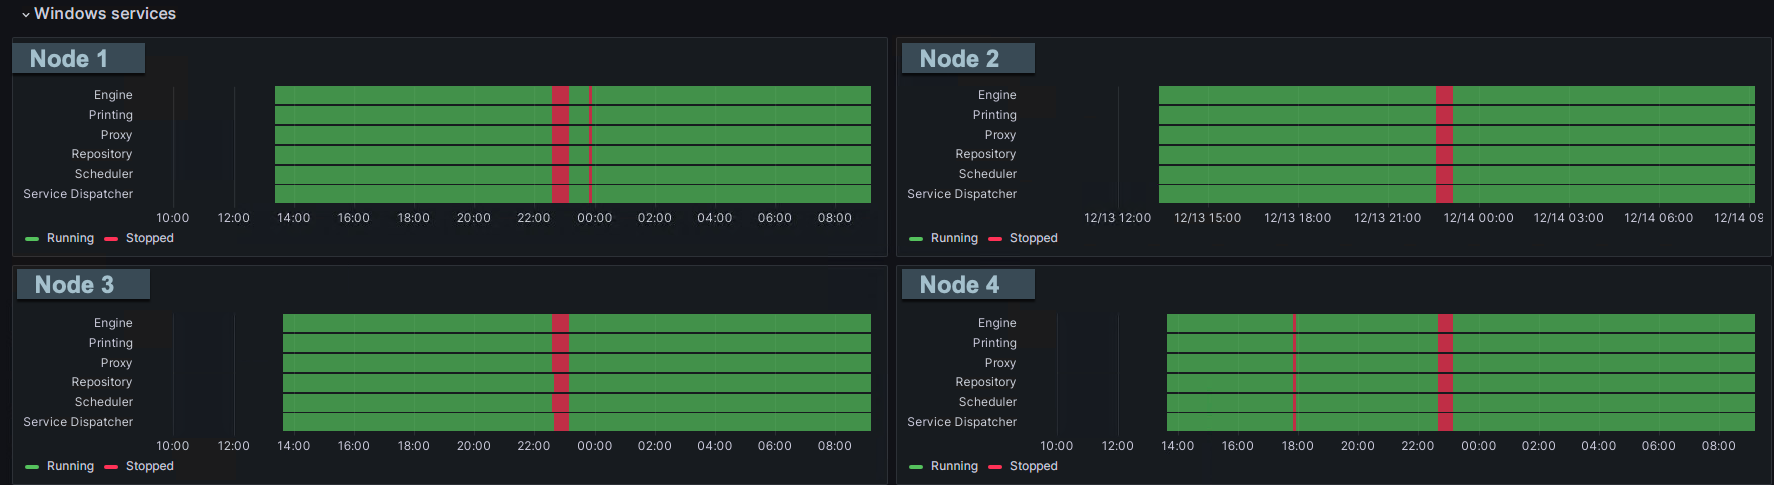 Windows services
Node 1
Engine
Printing
Proxy
Repository
Scheduler
Service Dispatcher
10:00 12:00 14:00 16:00 18:00 20:00 22:00 00:00 02:00 04:00 06:00 08:00
Running Stopped
Node 2
Engine
Printing
Proxy
Repository
Scheduler
Service Dispatcher
12/13 12:00 12/13 15:00 12/13 18:00 12/13 21:00 12/14 00:00 12/14 03:00 12/14 06:00 12/14 09
Running Stopped
Node 3
Engine
Printing
Proxy
Repository
Scheduler
Service Dispatcher
10:00 12:00 14:00 16:00 18:00 20:00 22:00 00:00 02:00 04:00 06:00 08:00
Running Stopped
Node 4
Engine
Printing
Proxy
Repository
Scheduler
Service Dispatcher
10:00 12:00 14:00 16:00 18:00 20:00 22:00 00:00 02:00 04:00 06:00 08:00
Running Stopped